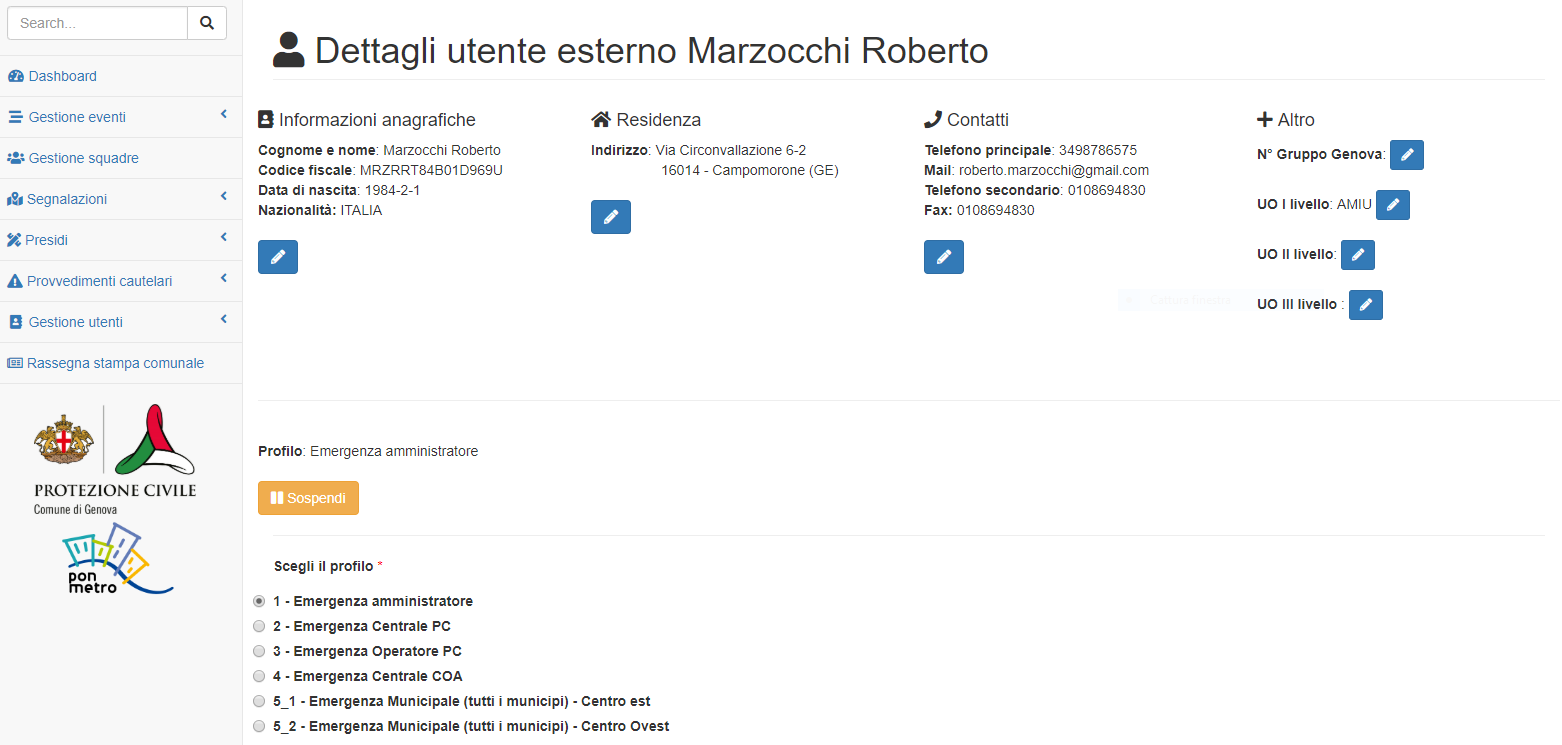 Search...
Dashboard
Gestione eventi
Gestione squadre
Segnalazioni
Presidi
Provvedimenti cautelari
Gestione utenti
Rassegna stampa comunale
PROTEZIONE CIVILE
Comune di Genova
pon
metro
Dettagli utente esterno Marzocchi Roberto
Informazioni anagrafiche
Cognome e nome: Marzocchi Roberto
Codice fiscale: MRZRRT84B01D969U
Data di nascita: 1984-2-1
Nazionalità: ITALIA
Residenza
Indirizzo: Via Circonvallazione 6-2
16014 - Campomorone (GE)
Contatti
Telefono principale: 3498786575
Mail: roberto.marzocchi@gmail.com
Telefono secondario: 0108694830
Fax: 0108694830
Altro
N° Gruppo Genova:
UO I livello: AMIU
UO II livello:
UO III livello :
Profilo: Emergenza amministratore
Sospendi
Scegli il profilo *
1 - Emergenza amministratore
2 - Emergenza Centrale PC
3 - Emergenza Operatore PC
4 - Emergenza Centrale COA
5_1 - Emergenza Municipale (tutti i municipi) - Centro est
5_2 - Emergenza Municipale (tutti i municipi) - Centro Ovest